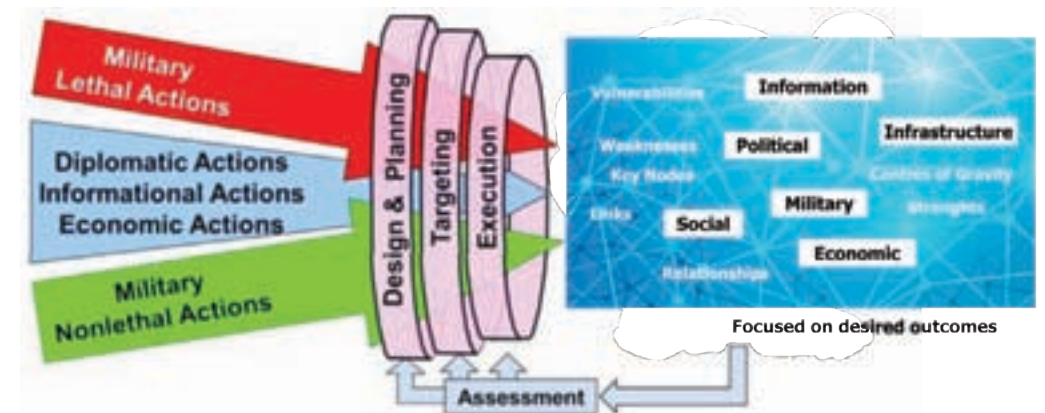 Military
Lethal Actions
Diplomatic Actions
Informational Actions
Economic Actions
Military
Nonlethal Actions
Design & Planning
Targeting
Execution
Vulnerabilities
Information
Infrastructure
Weaknesses
Political
Key Nodes
Centres of Gravity
Links
Military
Strenghts
Social
Economic
Relationships
Focused on desired outcomes
Assessment